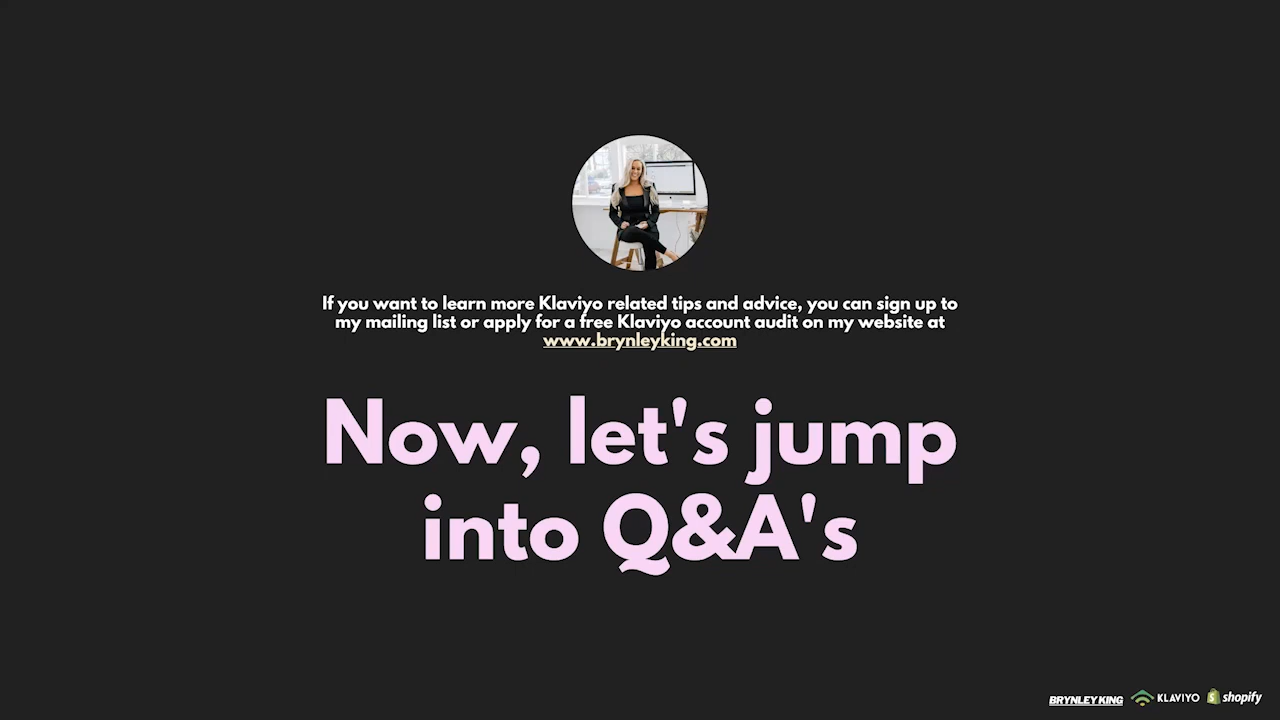 If you want to learn more Klaviyo related tips and advice, you can sign up to
my mailing list or apply for a free Klaviyo account audit on my website at
www.brynleyking.com
Now, let's jump
into Q&A's
BRYNLEY KING KLAVIYO shopify